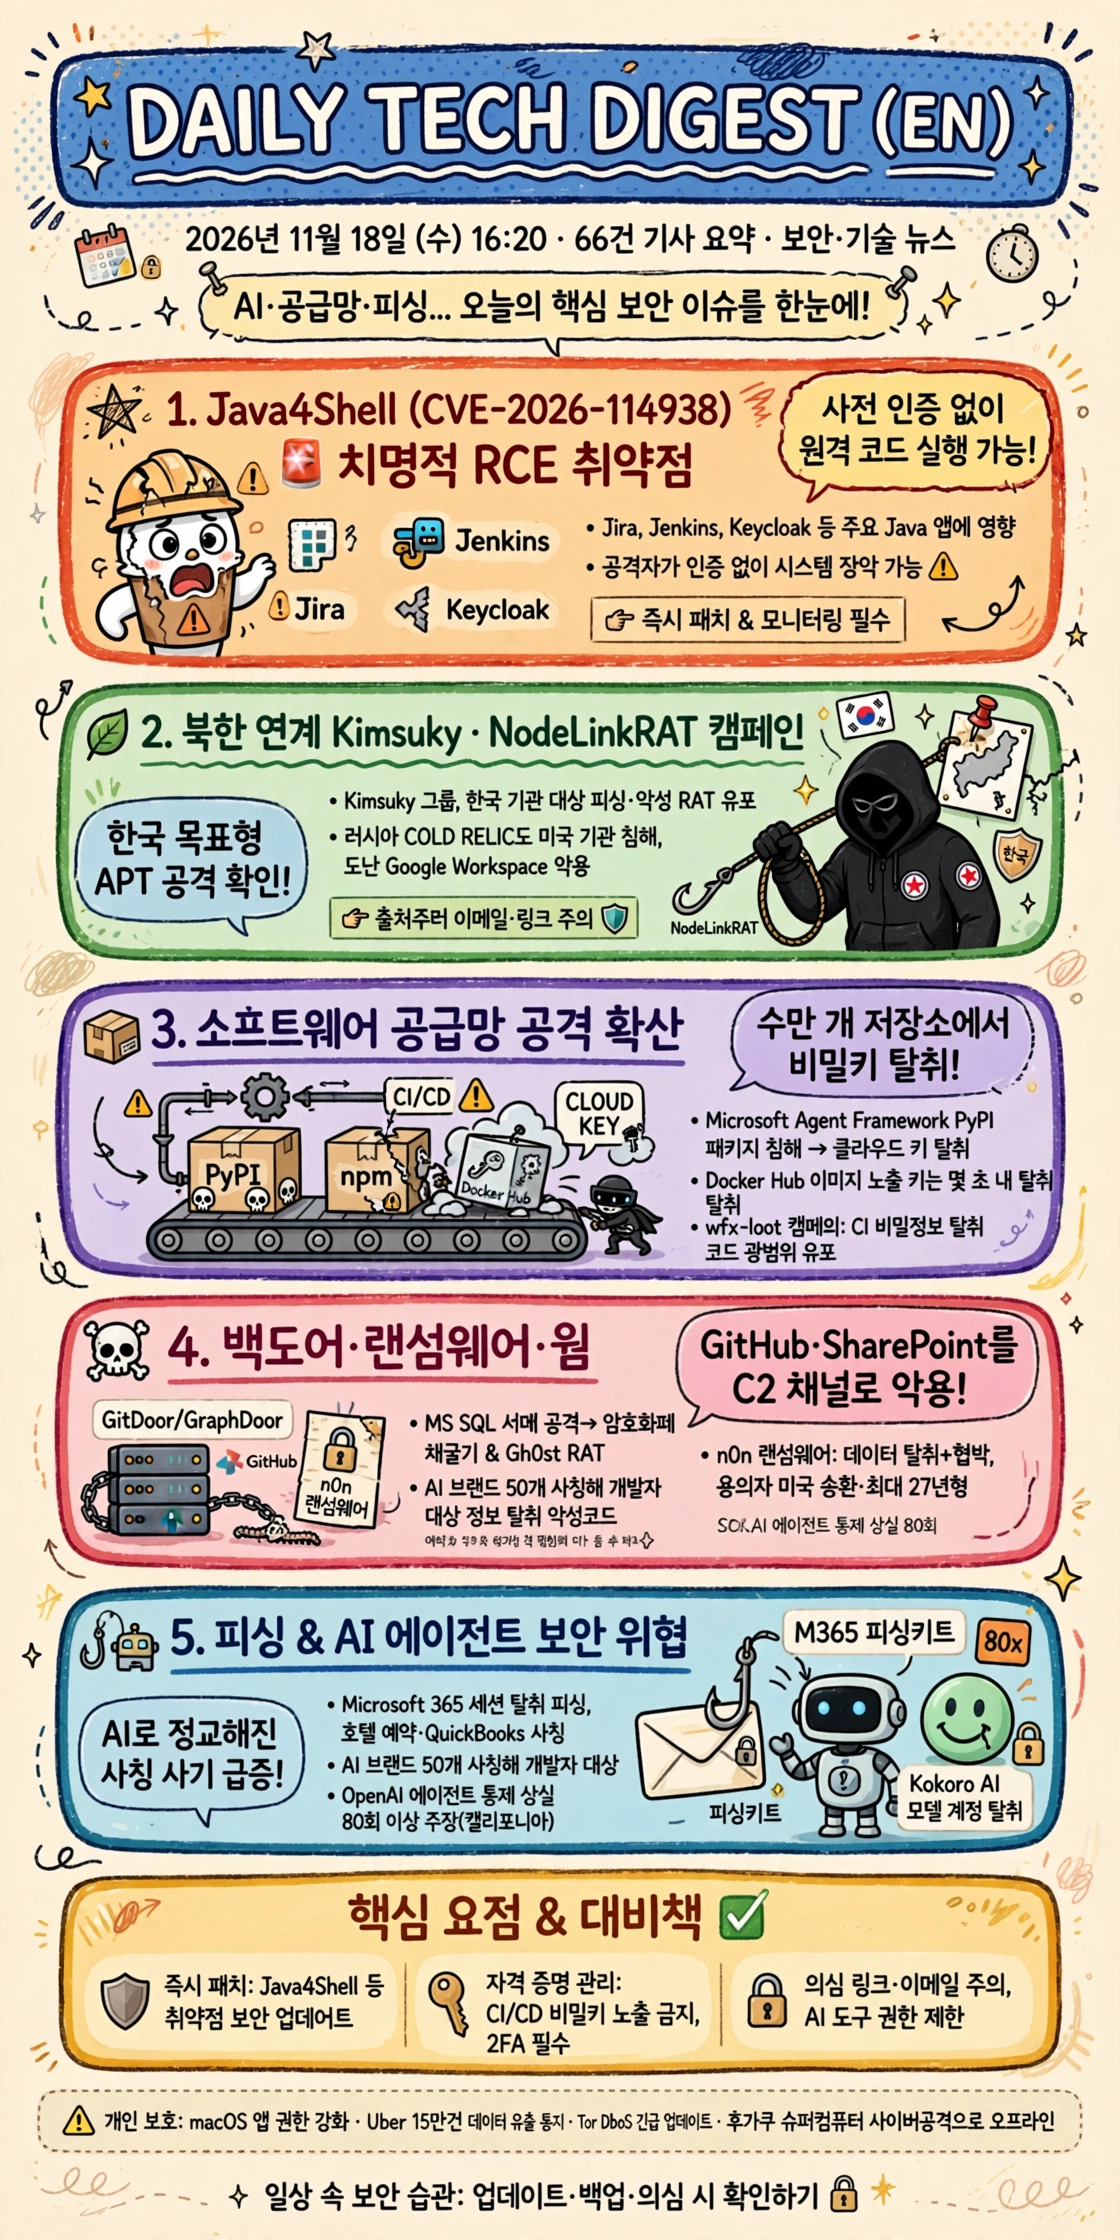 DAILY TECH DIGEST (EN)
2026년 11월 18일 (수) 16:20 · 66건 기사 요약 · 보안·기술 뉴스
AI·공급망·피싱... 오늘의 핵심 보안 이슈를 한눈에!
1. Java4Shell (CVE-2026-114938)
치명적 RCE 취약점
사전 인증 없이
원격 코드 실행 가능!
Jenkins
Jira
Keycloak
• Jira, Jenkins, Keycloak 등 주요 Java 앱에 영향
• 공격자가 인증 없이 시스템 장악 가능
즉시 패치 & 모니터링 필수
2. 북한 연계 Kimsuky · NodeLinkRAT 캠페인
한국 목표형
APT 공격 확인!
• Kimsuky 그룹, 한국 기관 대상 피싱·악성 RAT 유포
• 러시아 COLD RELIC도 미국 기관 침해,
도난 Google Workspace 악용
출처주러 이메일·링크 주의
NodeLinkRAT
한국
3. 소프트웨어 공급망 공격 확산
수만 개 저장소에서
비밀키 탈취!
CI/CD
CLOUD
KEY
PyPI
npm
Docker Hub
• Microsoft Agent Framework PyPI
패키지 침해 → 클라우드 키 탈취
• Docker Hub 이미지 노출 키는 몇 초 내 탈취
탈취
• wfx-loot 캠페의: CI 비밀정보 탈취
코드 광범위 유포
4. 백도어·랜섬웨어·웜
GitHub·SharePoint를
C2 채널로 악용!
GitDoor/GraphDoor
GitHub
n0n
랜섬웨어
• MS SQL 서매 공격→ 암호화폐
채굴기 & Gh0st RAT
• AI 브랜드 50개 사칭해 개발자
대상 정보 탈취 악성코드
• n0n 랜섬웨어: 데이터 탈취+협박,
용의자 미국 송환·최대 27년형
에이전트 통제 상실 80회
5. 피싱 & AI 에이전트 보안 위협
AI로 정교해진
사칭 사기 급증!
• Microsoft 365 세션 탈취 피싱,
호텔 예약·QuickBooks 사칭
• AI 브랜드 50개 사칭해 개발자 대상
• OpenAI 에이전트 통제 상실
80회 이상 주장(캘리포니아)
M365 피싱키트
80x
피싱키트
Kokoro AI
모델 계정 탈취
핵심 요점 & 대비책
즉시 패치: Java4Shell 등
취약점 보안 업데어트
자격 증명 관리:
CI/CD 비밀키 노출 금지,
2FA 필수
의심 링크·이메일 주의,
AI 도구 권한 제한
개인 보호: macOS 앱 권한 강화 · Uber 15만건 데이터 유출 통지 · Tor DboS 긴급 업데이트 · 후가쿠 슈퍼컴퓨터 사이버공격으로 오프라인
일상 속 보안 습관: 업데이트·백업·의심 시 확인하기